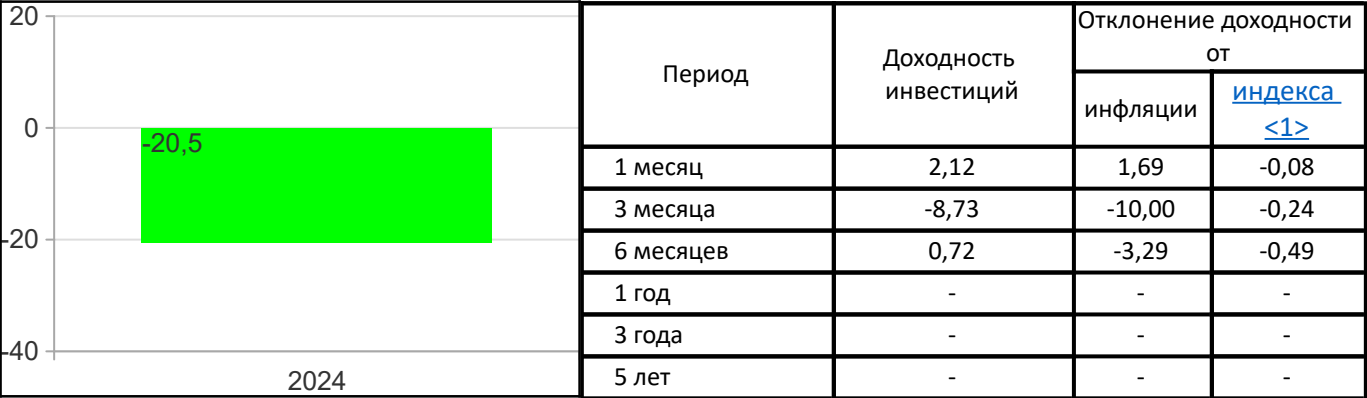 20
0
-20
-40
-20,5
2024
Период
Доходность
инвестиций
Отклонение доходности
от
инфляции
индекса
<1>
1 месяц 2,12 1,69 -0,08
3 месяца -8,73 -10,00 -0,24
6 месяцев 0,72 -3,29 -0,49
1 год - - -
3 года - - -
5 лет - - -